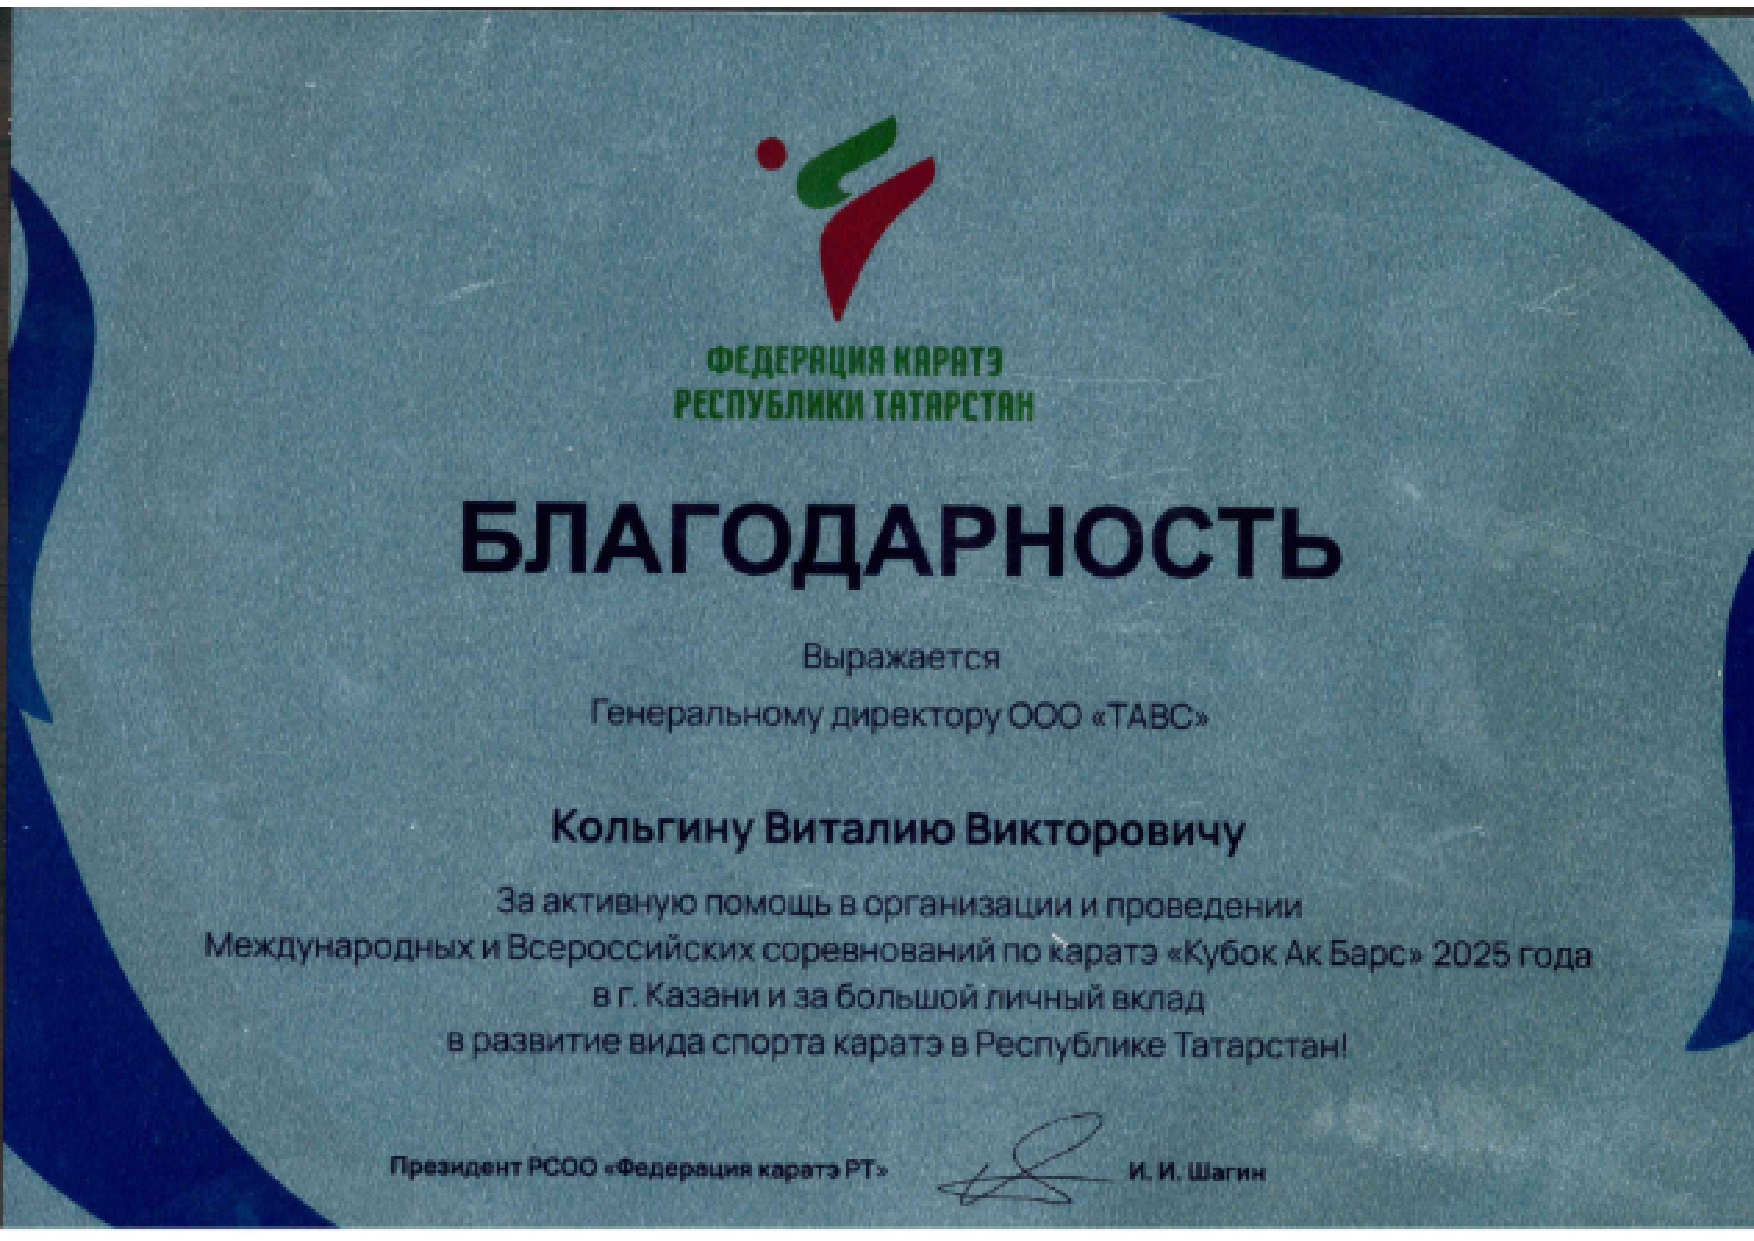 ФЕДЕРАЦИЯ КАРАТЭ
РЕСПУБЛИКИ ТАТАРСТАН
БЛАГОДАРНОСТЬ
Выражается
Генеральному директору ООО «ТАВС»
Кольгину Виталию Викторовичу
За активную помощь в организации и проведении
Международных и Всероссийских соревнований по каратэ «Кубок Ак Барс» 2025 года
в г. Казани и за большой личный вклад
в развитие вида спорта каратэ в Республике Татарстан!
Президент РСОО «Федерация каратэ РТ» И. И. Шагин